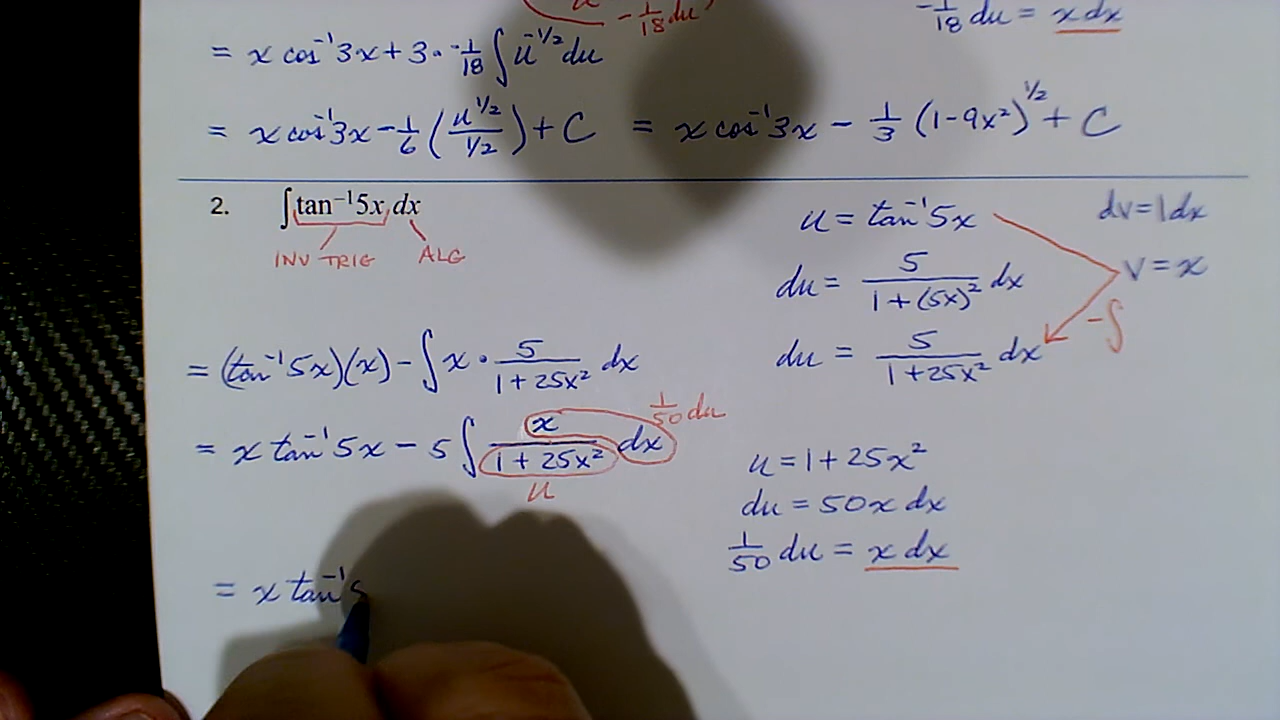 -1/18 du
-1/18 du = x dx
= x cos⁻¹3x + 3 · -1/18 ∫ u^-1/2 du
= x cos⁻¹3x - 1/6 (u^1/2 / 1/2) + C = x cos⁻¹3x - 1/3 (1-9x²)^1/2 + C
2. ∫ tan⁻¹5x dx
INV TRIG ALG
u = tan⁻¹5x dv = 1dx
du = 5/(1+(5x)²) dx v = x
du = 5/(1+25x²) dx -∫
= (tan⁻¹5x)(x) - ∫ x · 5/(1+25x²) dx
= x tan⁻¹5x - 5 ∫ x/(1+25x²) dx 1/50 du
u
u = 1+25x²
du = 50x dx
1/50 du = x dx
= x tan⁻¹5